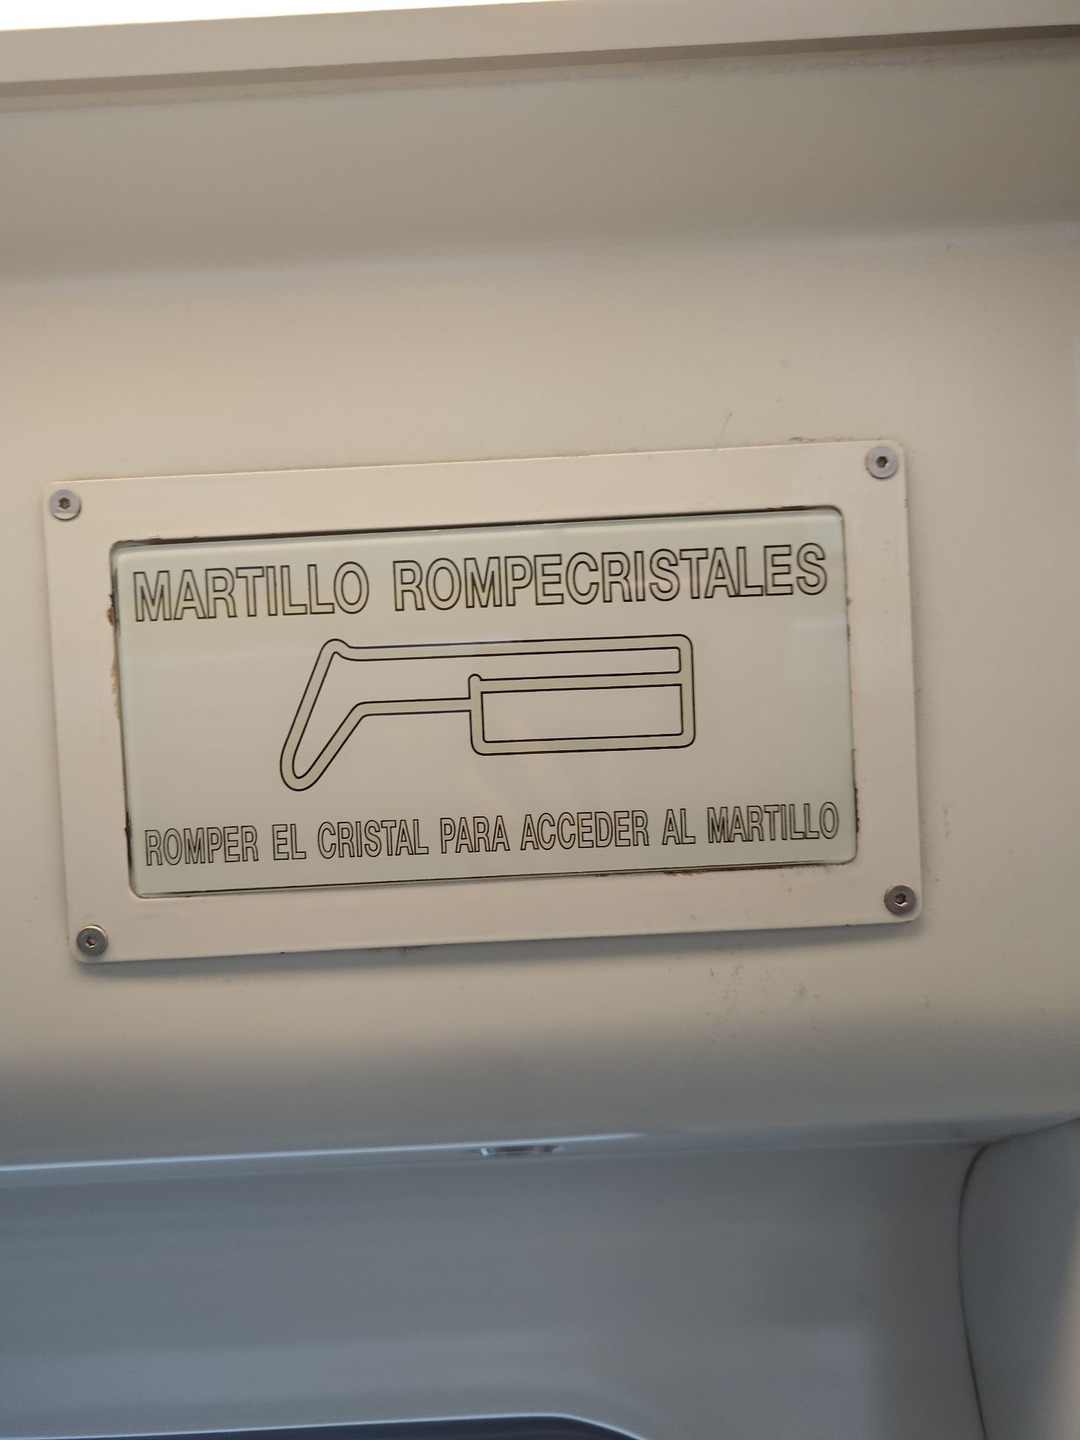 MARTILLO ROMPECRISTALES
ROMPER EL CRISTAL PARA ACCEDER AL MARTILLO